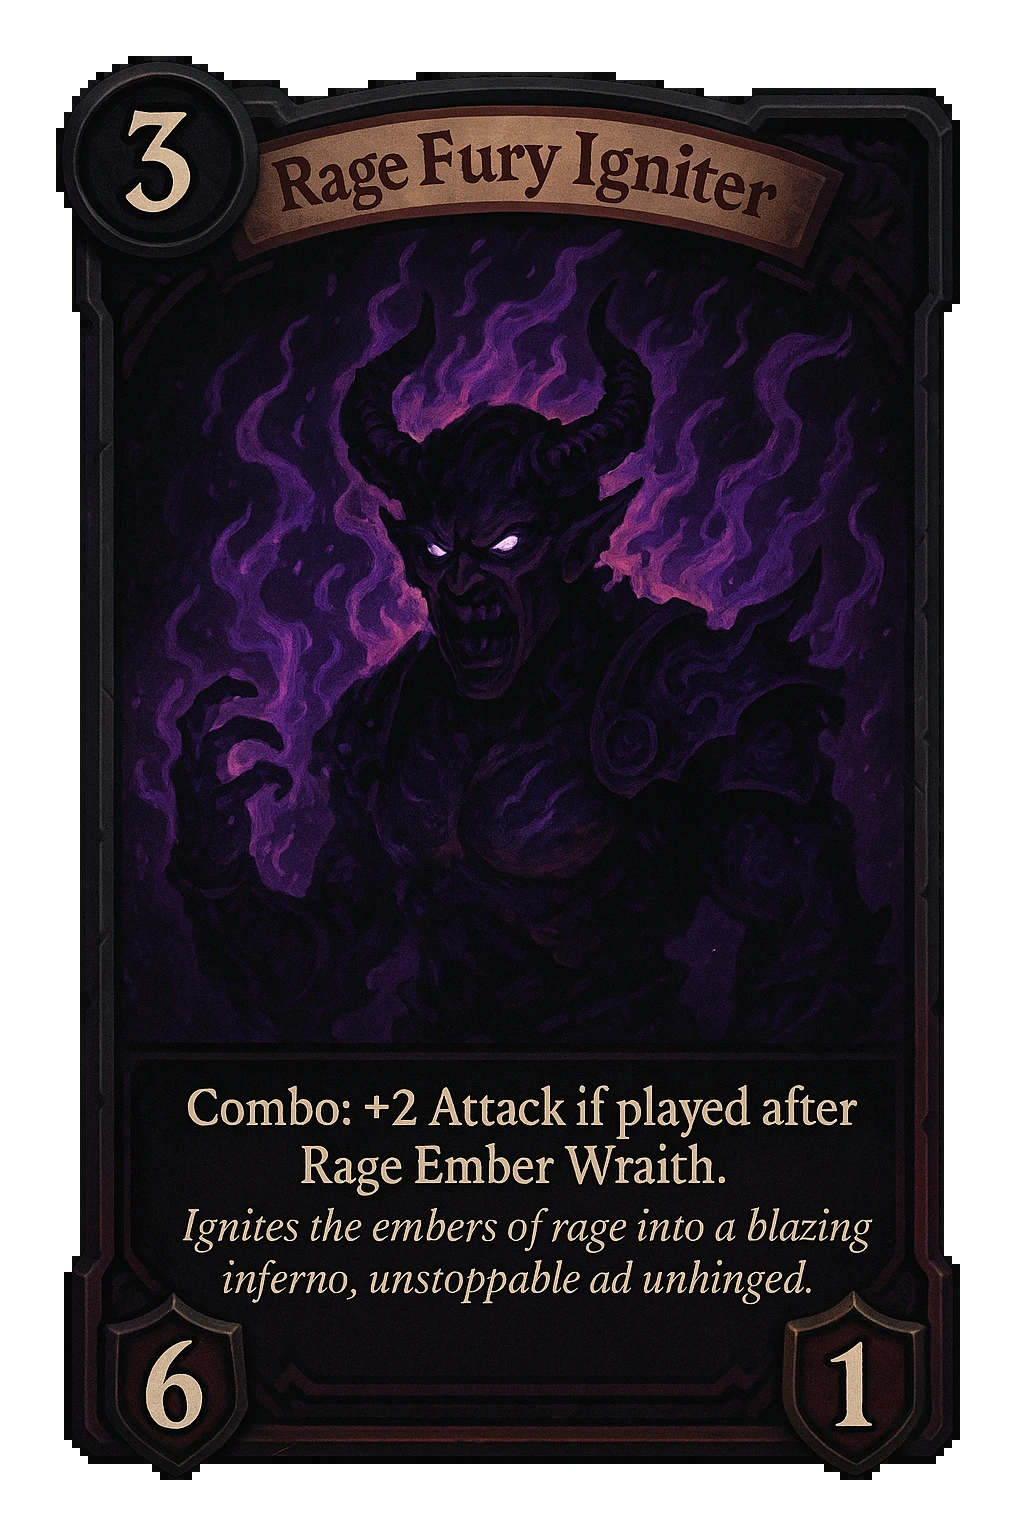 3
Rage Fury Igniter
Combo: +2 Attack if played after
Rage Ember Wraith.
Ignites the embers of rage into a blazing
inferno, unstoppable ad unhinged.
6
1